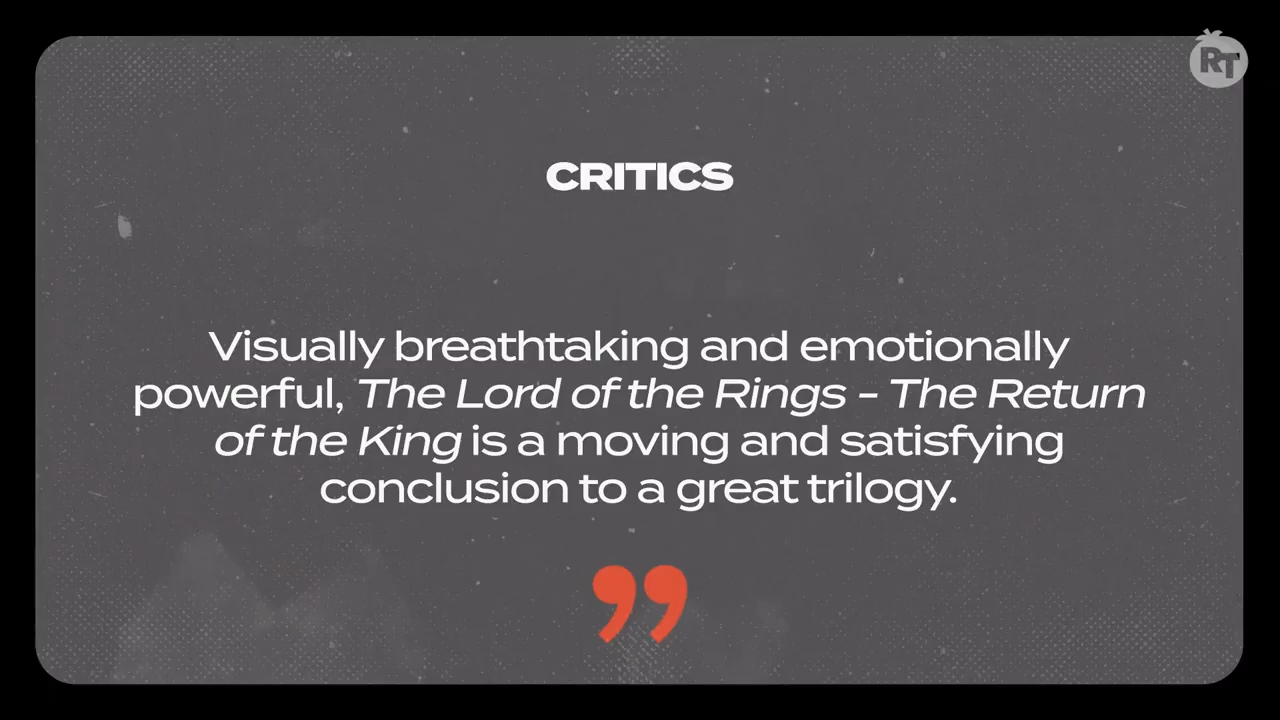 RT
CRITICS
Visually breathtaking and emotionally
powerful, The Lord of the Rings – The Return
of the King is a moving and satisfying
conclusion to a great trilogy.
”